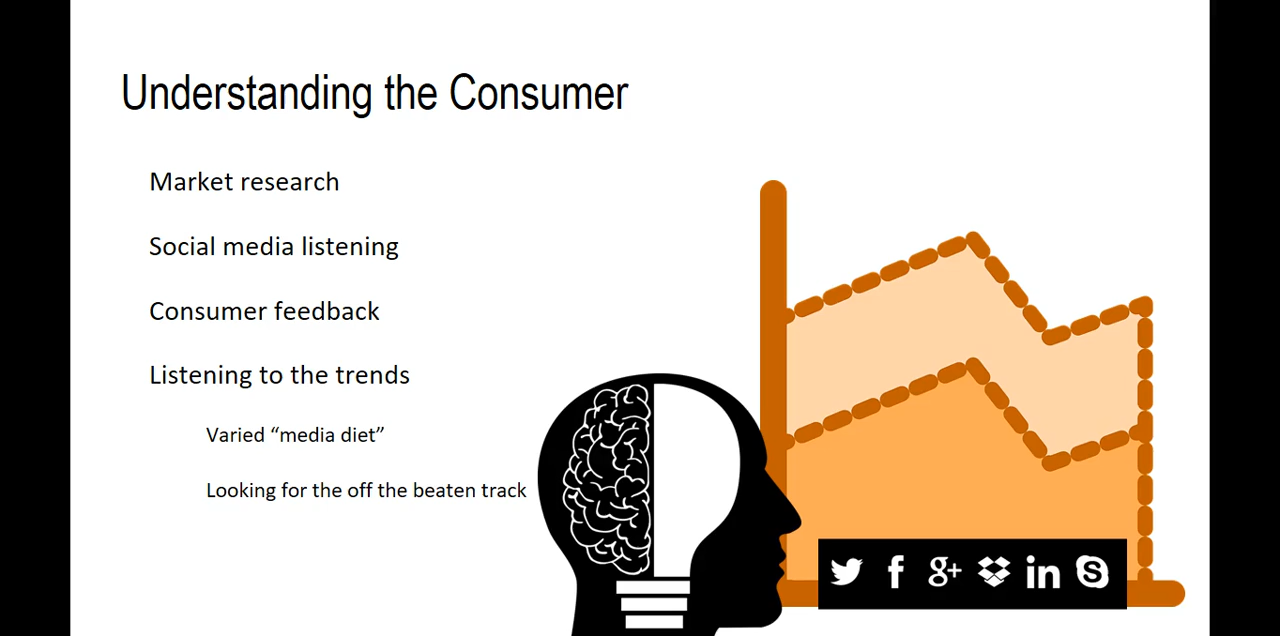 Understanding the Consumer
Market research
Social media listening
Consumer feedback
Listening to the trends
Varied “media diet”
Looking for the off the beaten track